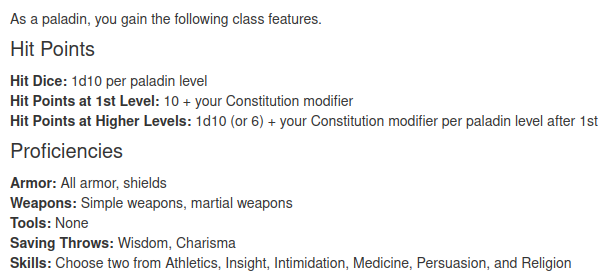 As a paladin, you gain the following class features.
Hit Points
Hit Dice: 1d10 per paladin level
Hit Points at 1st Level: 10 + your Constitution modifier
Hit Points at Higher Levels: 1d10 (or 6) + your Constitution modifier per paladin level after 1st
Proficiencies
Armor: All armor, shields
Weapons: Simple weapons, martial weapons
Tools: None
Saving Throws: Wisdom, Charisma
Skills: Choose two from Athletics, Insight, Intimidation, Medicine, Persuasion, and Religion